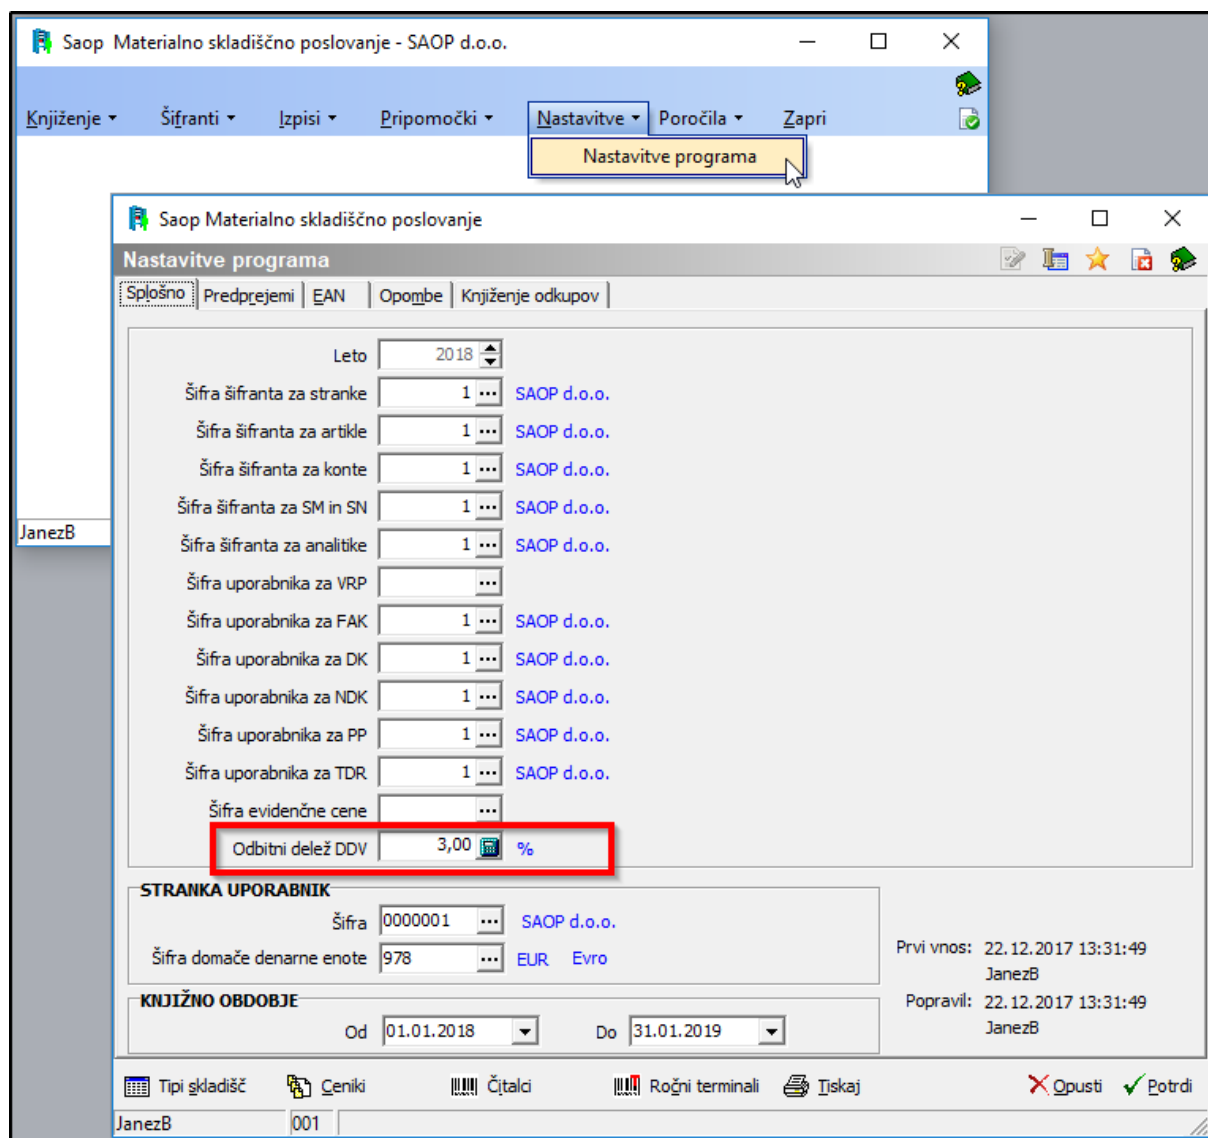 Saop Materialno skladiščno poslovanje - SAOP d.o.o.
Knjiženje Šifranti Izpisi Pripomočki Nastavitve Poročila Zapri
Nastavitve programa
Saop Materialno skladiščno poslovanje
Nastavitve programa
Splošno Predprejemi EAN Opombe Knjiženje odkupov
Leto 2018
Šifra šifranta za stranke 1 SAOP d.o.o.
Šifra šifranta za artikle 1 SAOP d.o.o.
Šifra šifranta za konte 1 SAOP d.o.o.
Šifra šifranta za SM in SN 1 SAOP d.o.o.
Šifra šifranta za analitike 1 SAOP d.o.o.
Šifra uporabnika za VRP
Šifra uporabnika za FAK 1 SAOP d.o.o.
Šifra uporabnika za DK 1 SAOP d.o.o.
Šifra uporabnika za NDK 1 SAOP d.o.o.
Šifra uporabnika za PP 1 SAOP d.o.o.
Šifra uporabnika za TDR 1 SAOP d.o.o.
Šifra evidenčne cene
Odbitni delež DDV 3,00 %
STRANKA UPORABNIK
Šifra 0000001 SAOP d.o.o.
Šifra domače denarne enote 978 EUR Evro
KNJIŽNO OBDOBJE
Od 01.01.2018 Do 31.01.2019
Prvi vnos: 22.12.2017 13:31:49
JanezB
Popravil: 22.12.2017 13:31:49
JanezB
Tipi skladišč Ceniki Čitalci Ročni terminali Tiskaj Opusti Potrdi
JanezB 001
JanezB